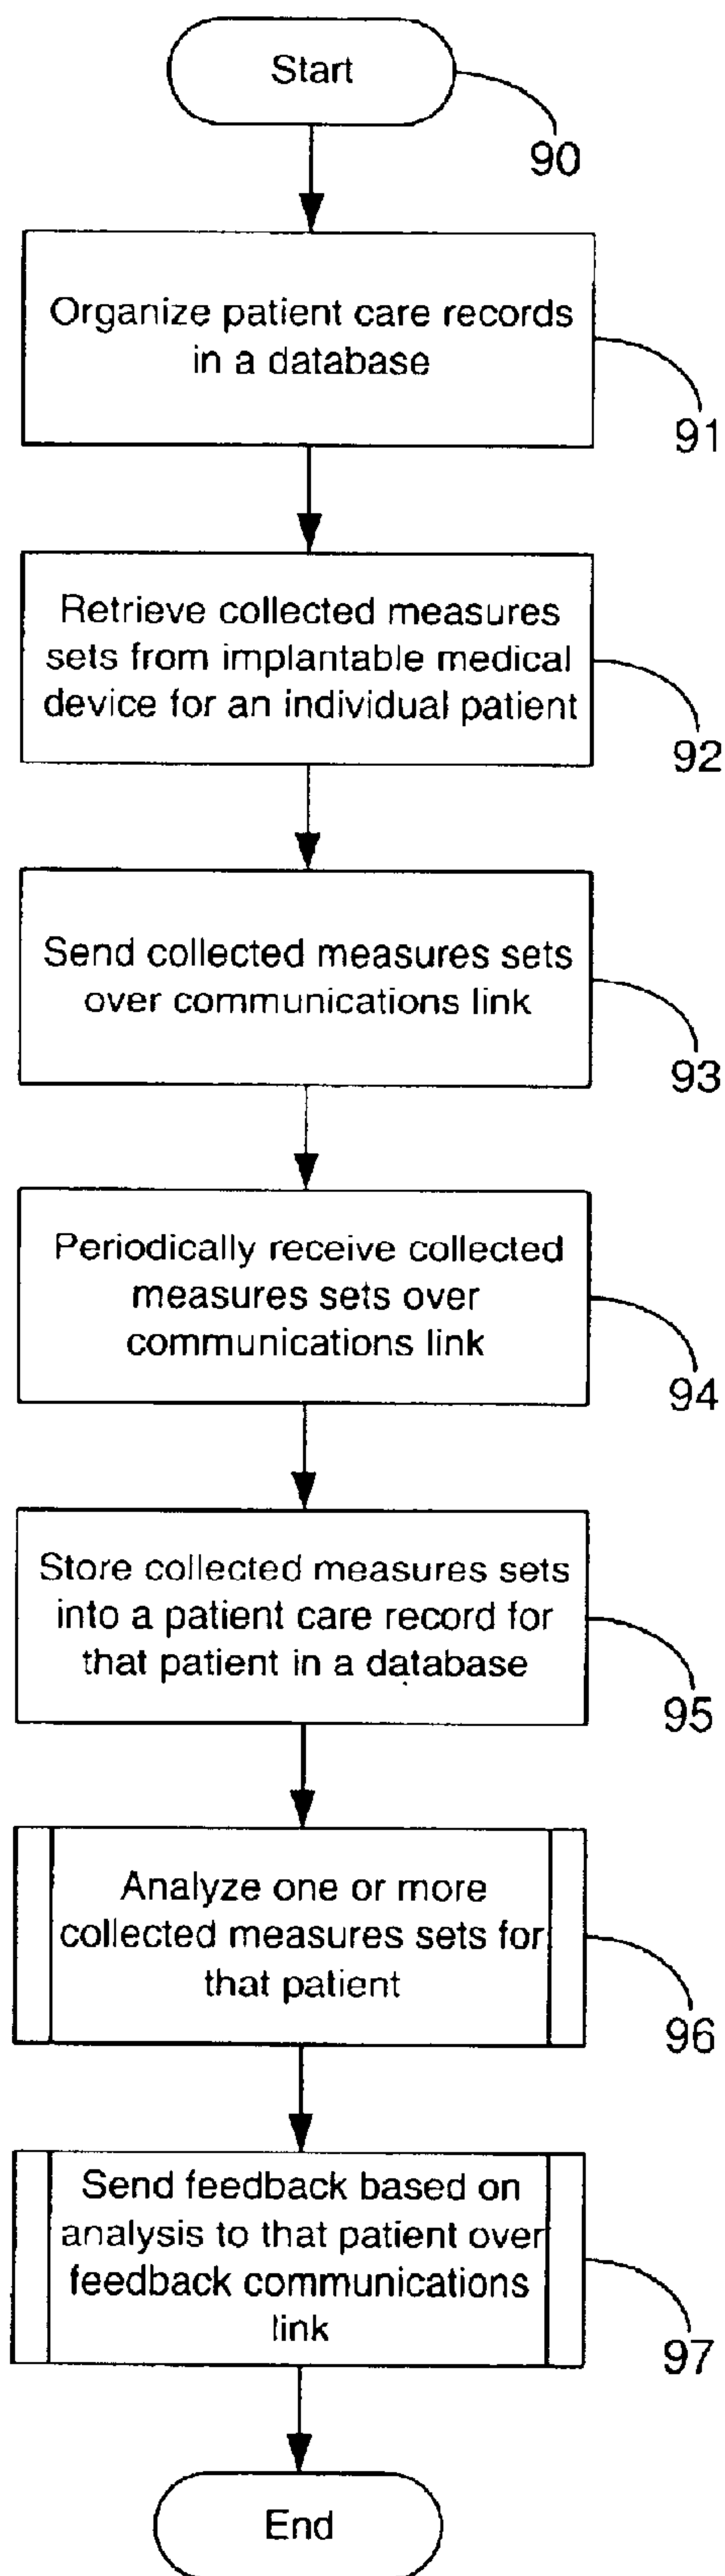 Start
90
Organize patient care records
in a database
91
Retrieve collected measures
sets from implantable medical
device for an individual patient
92
Send collected measures sets
over communications link
93
Periodically receive collected
measures sets over
communications link
94
Store collected measures sets
into a patient care record for
that patient in a database
95
Analyze one or more
collected measures sets for
that patient
96
Send feedback based on
analysis to that patient over
feedback communications
link
97
End